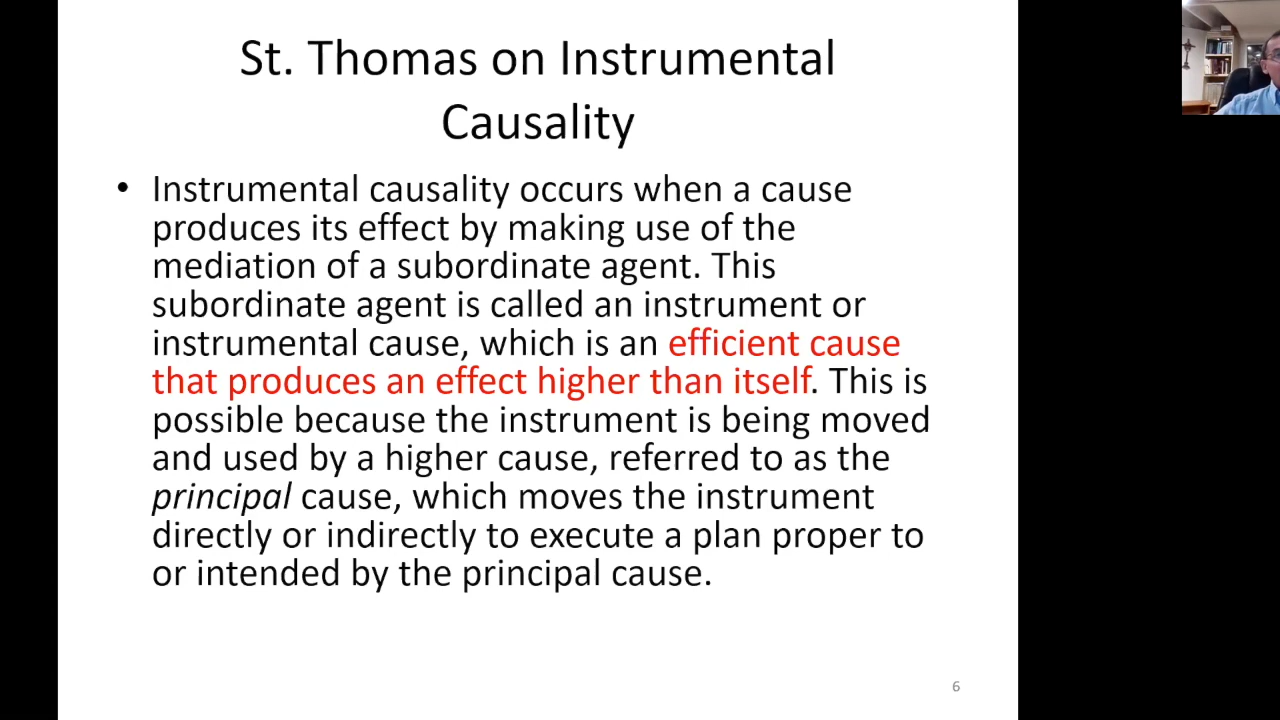 St. Thomas on Instrumental
Causality
• Instrumental causality occurs when a cause
produces its effect by making use of the
mediation of a subordinate agent. This
subordinate agent is called an instrument or
instrumental cause, which is an efficient cause
that produces an effect higher than itself. This is
possible because the instrument is being moved
and used by a higher cause, referred to as the
principal cause, which moves the instrument
directly or indirectly to execute a plan proper to
or intended by the principal cause.
6